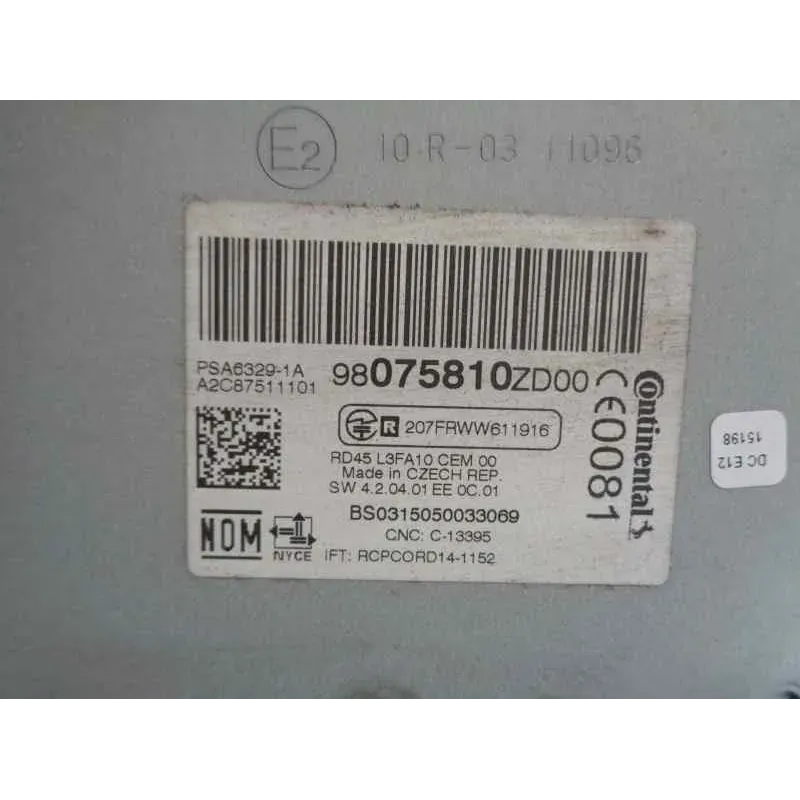 E2 10 R-03 11096
PSA6329-1A
A2C87511101
98075810ZD00
CE0081
Continental
R 207FRWW611916
RD45 L3FA10 CEM 00
Made in CZECH REP.
SW 4.2.04.01 EE 0C.01
BS0315050033069
CNC: C-13395
IFT: RCPCORD14-1152
NOM
NYCE
DC E12
15198